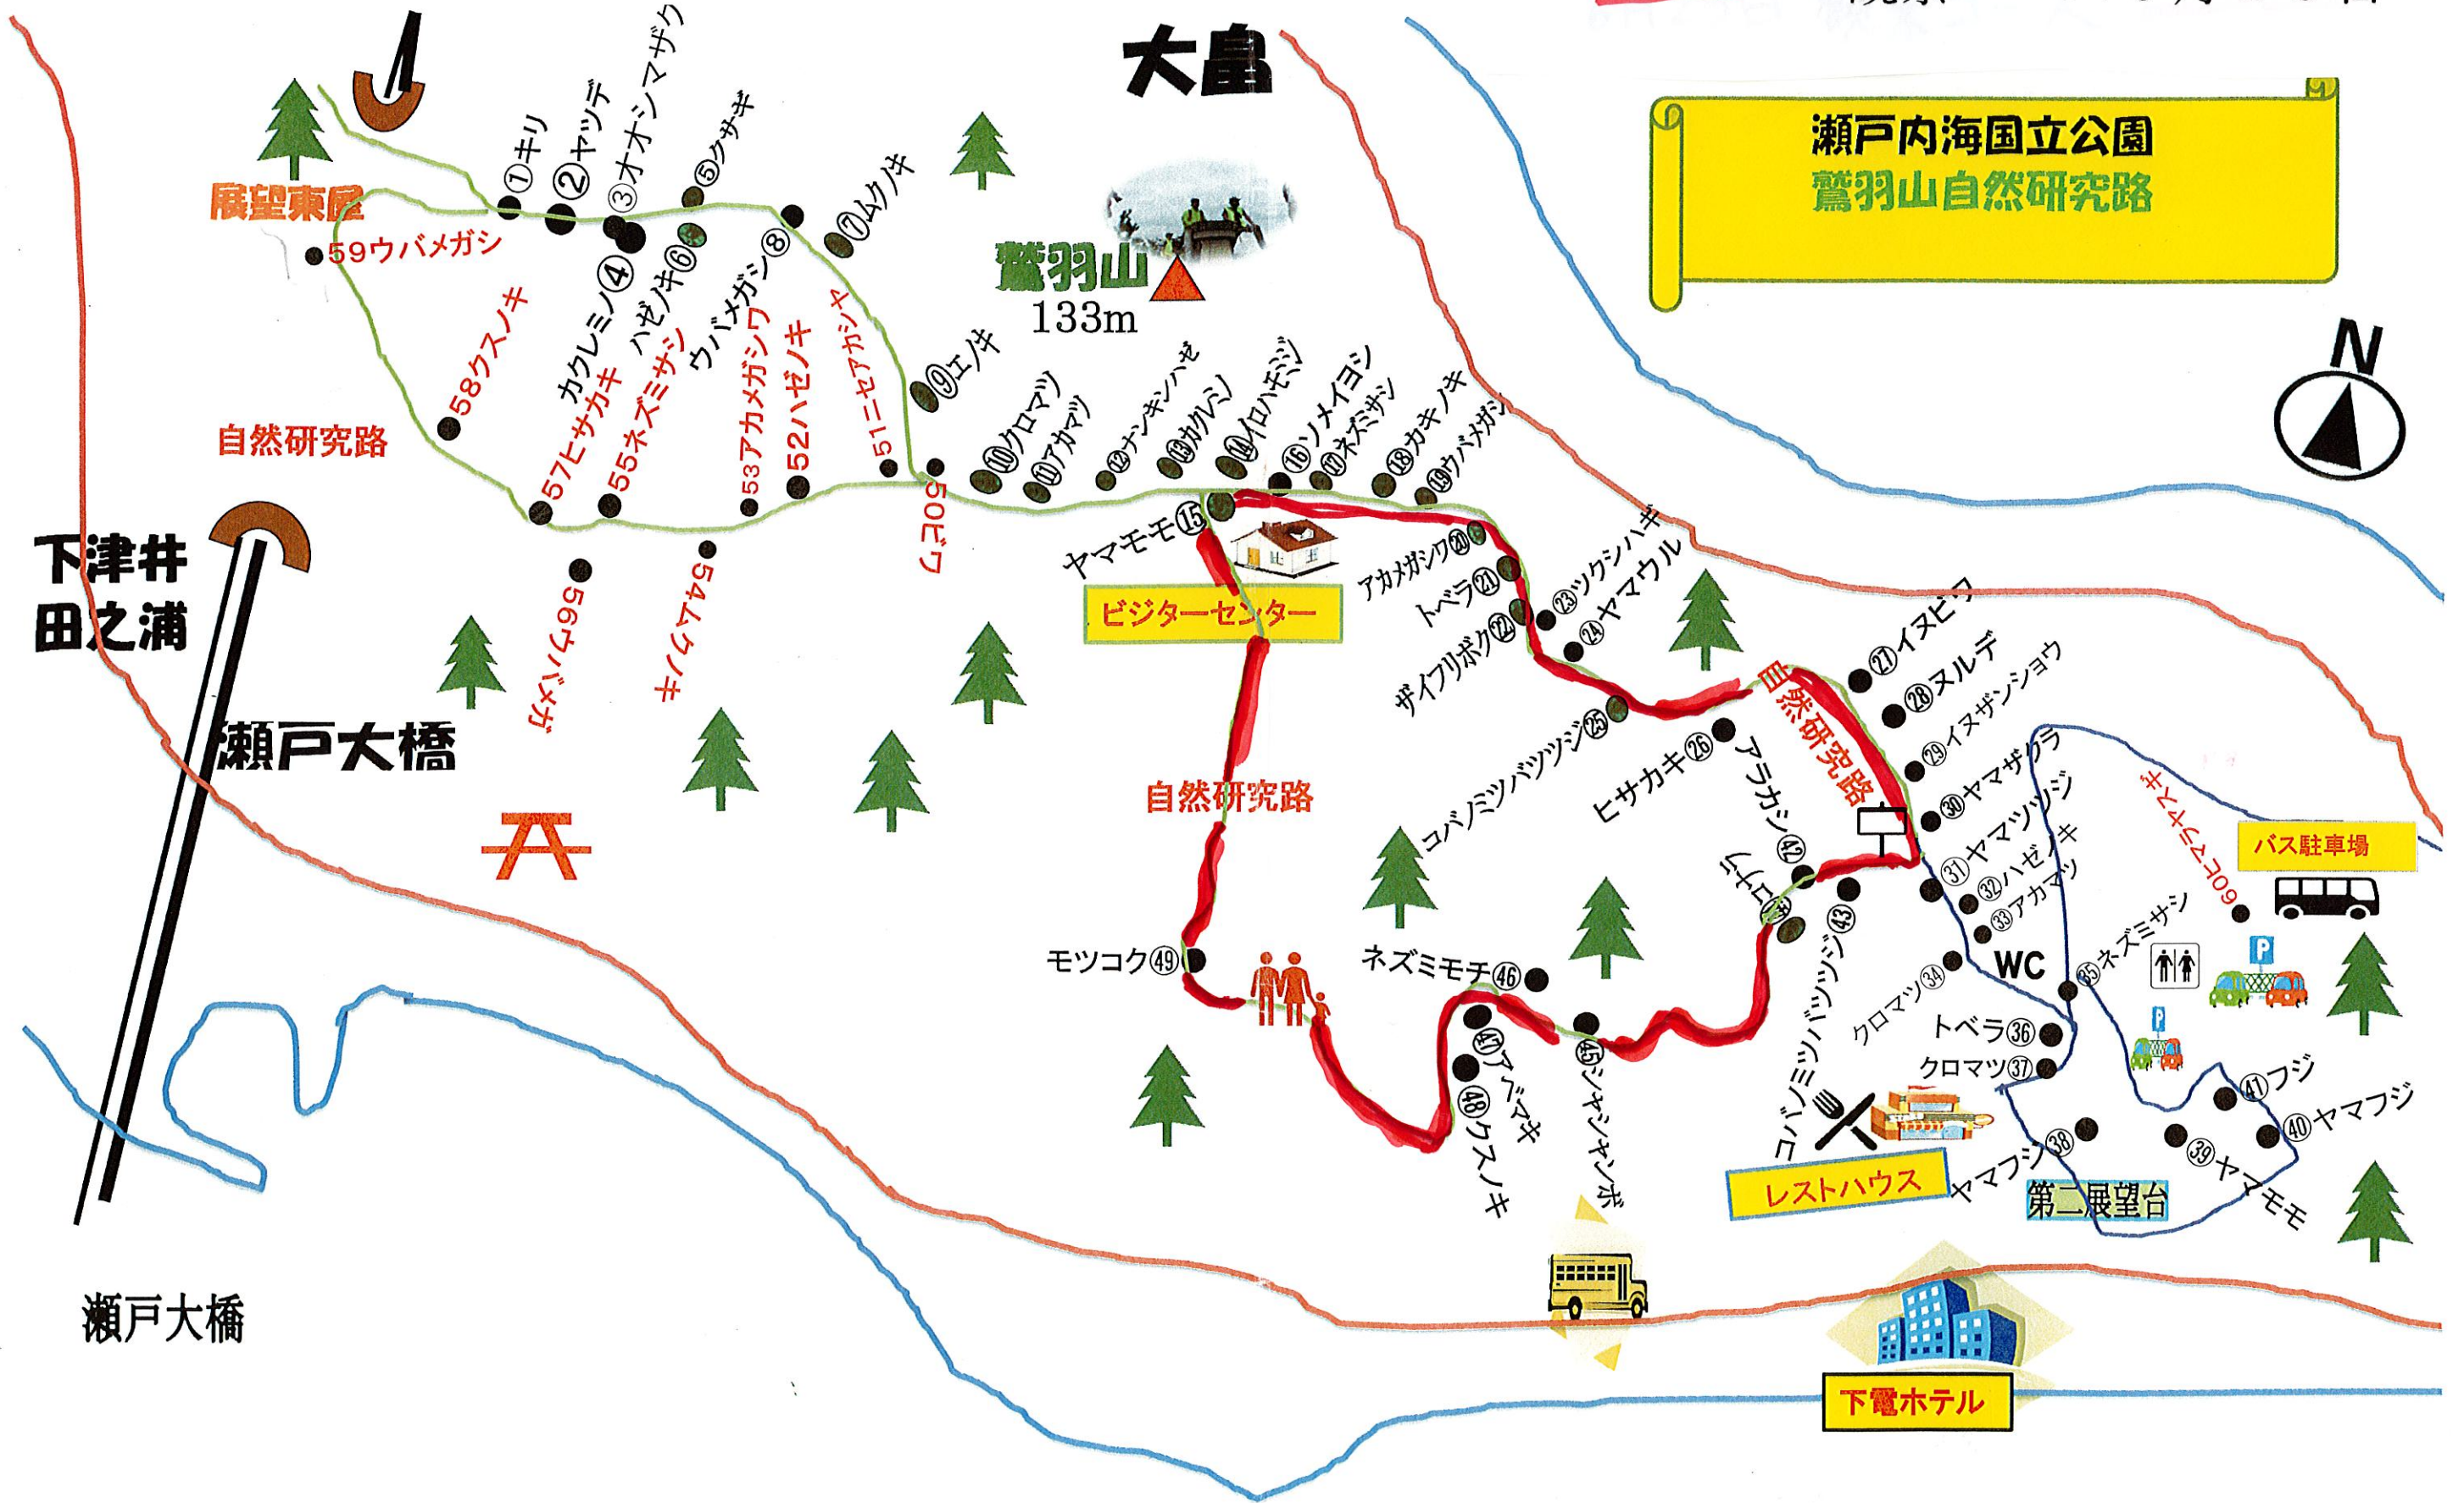 大畠
瀬戸内海国立公園
鷲羽山自然研究路
N
展望東屋
①キリ
②ヤツデ
③オオシマザク
カクレミノ④
⑤クサギ
ハゼノキ⑥
⑦ムクノキ
ウバメガシ⑧
⑨エノキ
鷲羽山
133m
⑩クロマツ
⑪アカマツ
⑫ナンキンハゼ
⑬カクレミノ
⑭イロハモミジ
ヤマモモ⑮
⑯ソメイヨシ
⑰ネズミサシ
⑱カキノキ
⑲ウバメガシ
アカメガシワ⑳
トベラ㉑
ザイフリボク㉒
㉓ツクシハギ
㉔ヤマウル
コバノミツバツツジ㉕
ヒサカキ㉖
㉗イヌビワ
㉘ヌルデ
㉙イヌザンショウ
㉚ヤマザクラ
㉛ヤマツツジ
㉜ハゼノキ
㉝アカマツ
クロマツ㉞
㉟ネズミサシ
トベラ㊱
クロマツ㊲
ヤマフジ㊳
㊴ヤマモモ
㊵ヤマフジ
㊶フジ
アラカシ㊷
コバノミツバツツジ㊸
コナラ㊹
㊺シャシャンボ
ネズミモチ㊻
㊼アベマキ
㊽クスノキ
モツコク㊾
50ビワ
51ニセアカシヤ
52ハゼノキ
53アカメガシワ
54ムクノキ
55ネズミサシ
56ウバメガ
57ヒサカキ
58クスノキ
59ウバメガシ
60ヒマラヤスギ
自然研究路
自然研究路
自然研究路
ビジターセンター
下津井
田之浦
瀬戸大橋
瀬戸大橋
WC
P
P
バス駐車場
レストハウス
第二展望台
下電ホテル